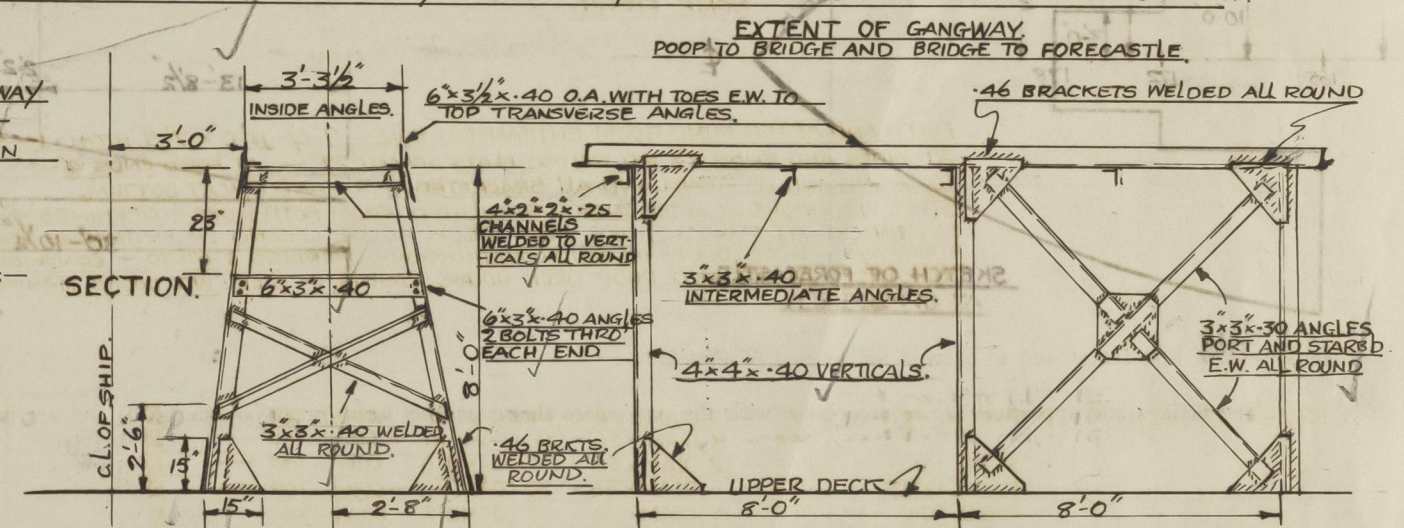 EXTENT OF GANGWAY.
POOP TO BRIDGE AND BRIDGE TO FORECASTLE.
WAY
N
3'-3½"
INSIDE ANGLES.
3'-0"
6"x3½"x·40 O.A. WITH TOES E.W. TO
TOP TRANSVERSE ANGLES.
·46 BRACKETS WELDED ALL ROUND
23"
4"x2"x2"x·25
CHANNELS
WELDED TO VERT-
-ICALS ALL ROUND
SECTION.
6"x3"x·40
3"x3"x·40
INTERMEDIATE ANGLES.
SKETCH OF FORECASTLE
6"x3"x·40 ANGLES
2 BOLTS THRO'
EACH END
8'-0"
3"x3"x·30 ANGLES
PORT AND STARBD.
E.W. ALL ROUND
4"x4"x·40 VERTICALS.
C.L. OF SHIP.
2'-6"
15"
3"x3"x·40 WELDED
ALL ROUND.
·46 BRKTS.
WELDED ALL
ROUND.
UPPER DECK
15"
2'-8"
8'-0"
8'-0"